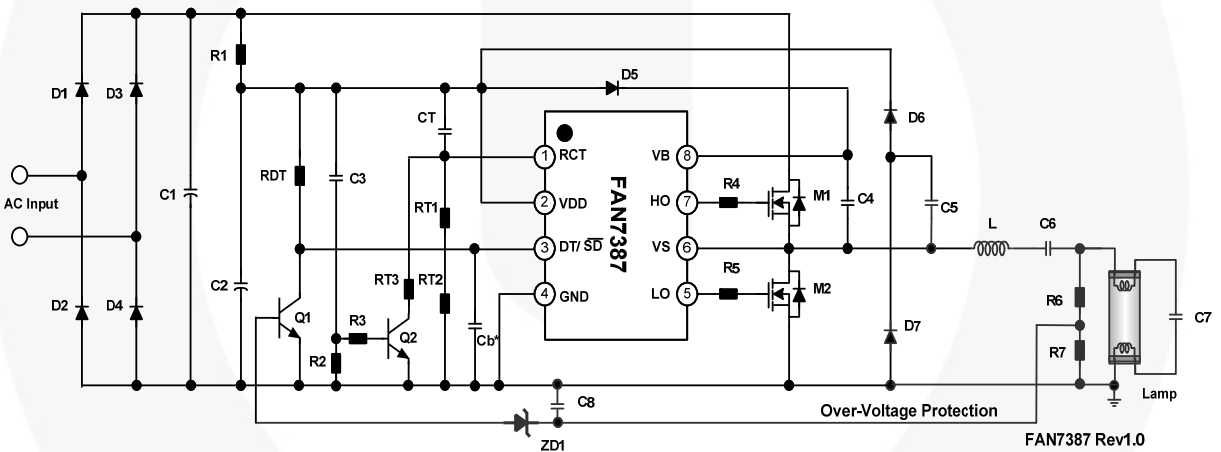 R1
D5
D1
D3
CT
D6
1
RCT
VB
8
C1
RDT
C3
R4
M1
FAN7387
AC Input
2
VDD
HO
7
C4
C5
RT1
L
C6
3
DT/ SD
VS
6
C2
RT3
RT2
R5
M2
D2
D4
Q1
4
GND
LO
5
R6
C7
R3
Q2
D7
R2
Cb*
R7
C8
Lamp
Over-Voltage Protection
ZD1
FAN7387 Rev1.0